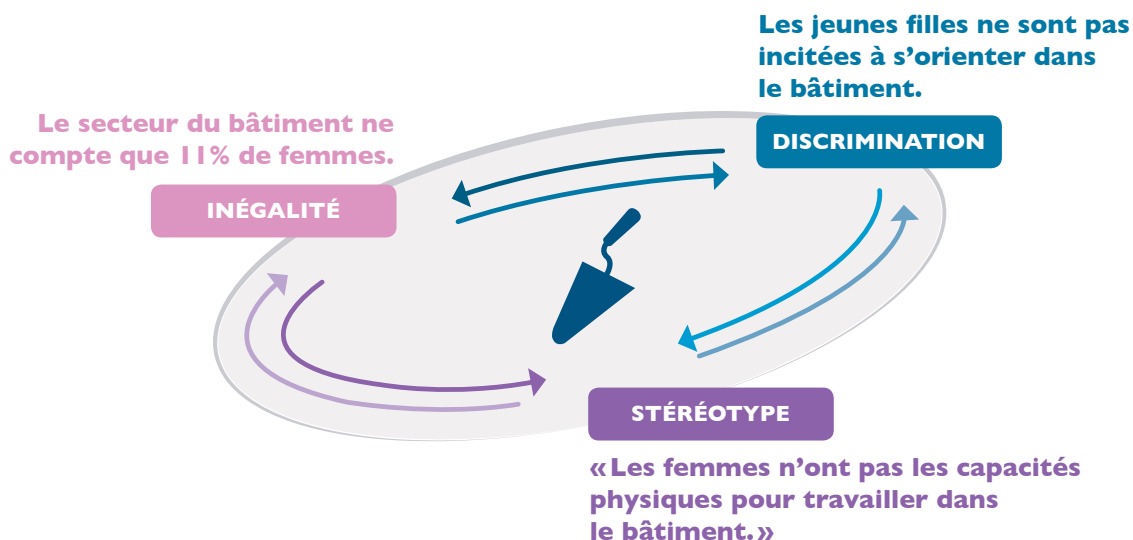 Les jeunes filles ne sont pas
incitées à s’orienter dans
le bâtiment.
DISCRIMINATION
Le secteur du bâtiment ne
compte que 11% de femmes.
INÉGALITÉ
STÉRÉOTYPE
«Les femmes n’ont pas les capacités
physiques pour travailler dans
le bâtiment.»